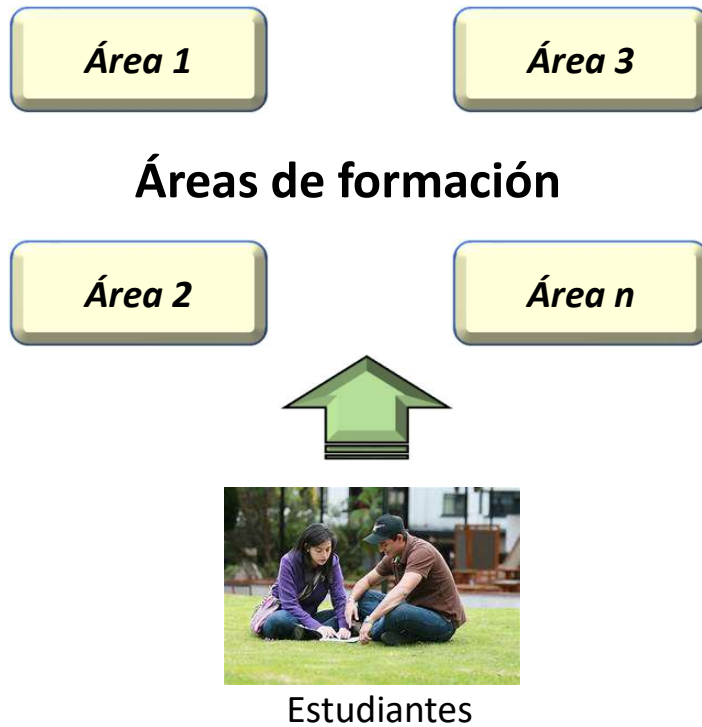 Área 1
Área 3
Áreas de formación
Área 2
Área n
Estudiantes